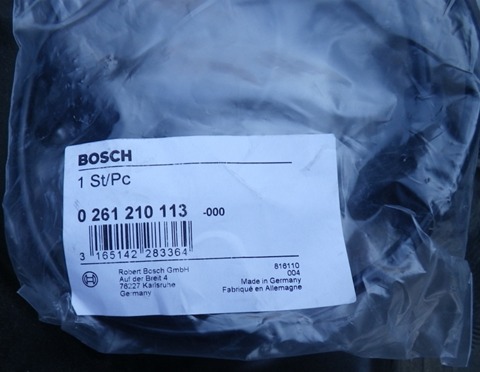 BOSCH
1 St/Pc
0 261 210 113 -000
3 165142 283364
Robert Bosch GmbH
Auf der Breit 4
76227 Karlsruhe
Germany
816110
004
Made in Germany
Fabriqué en Allemagne